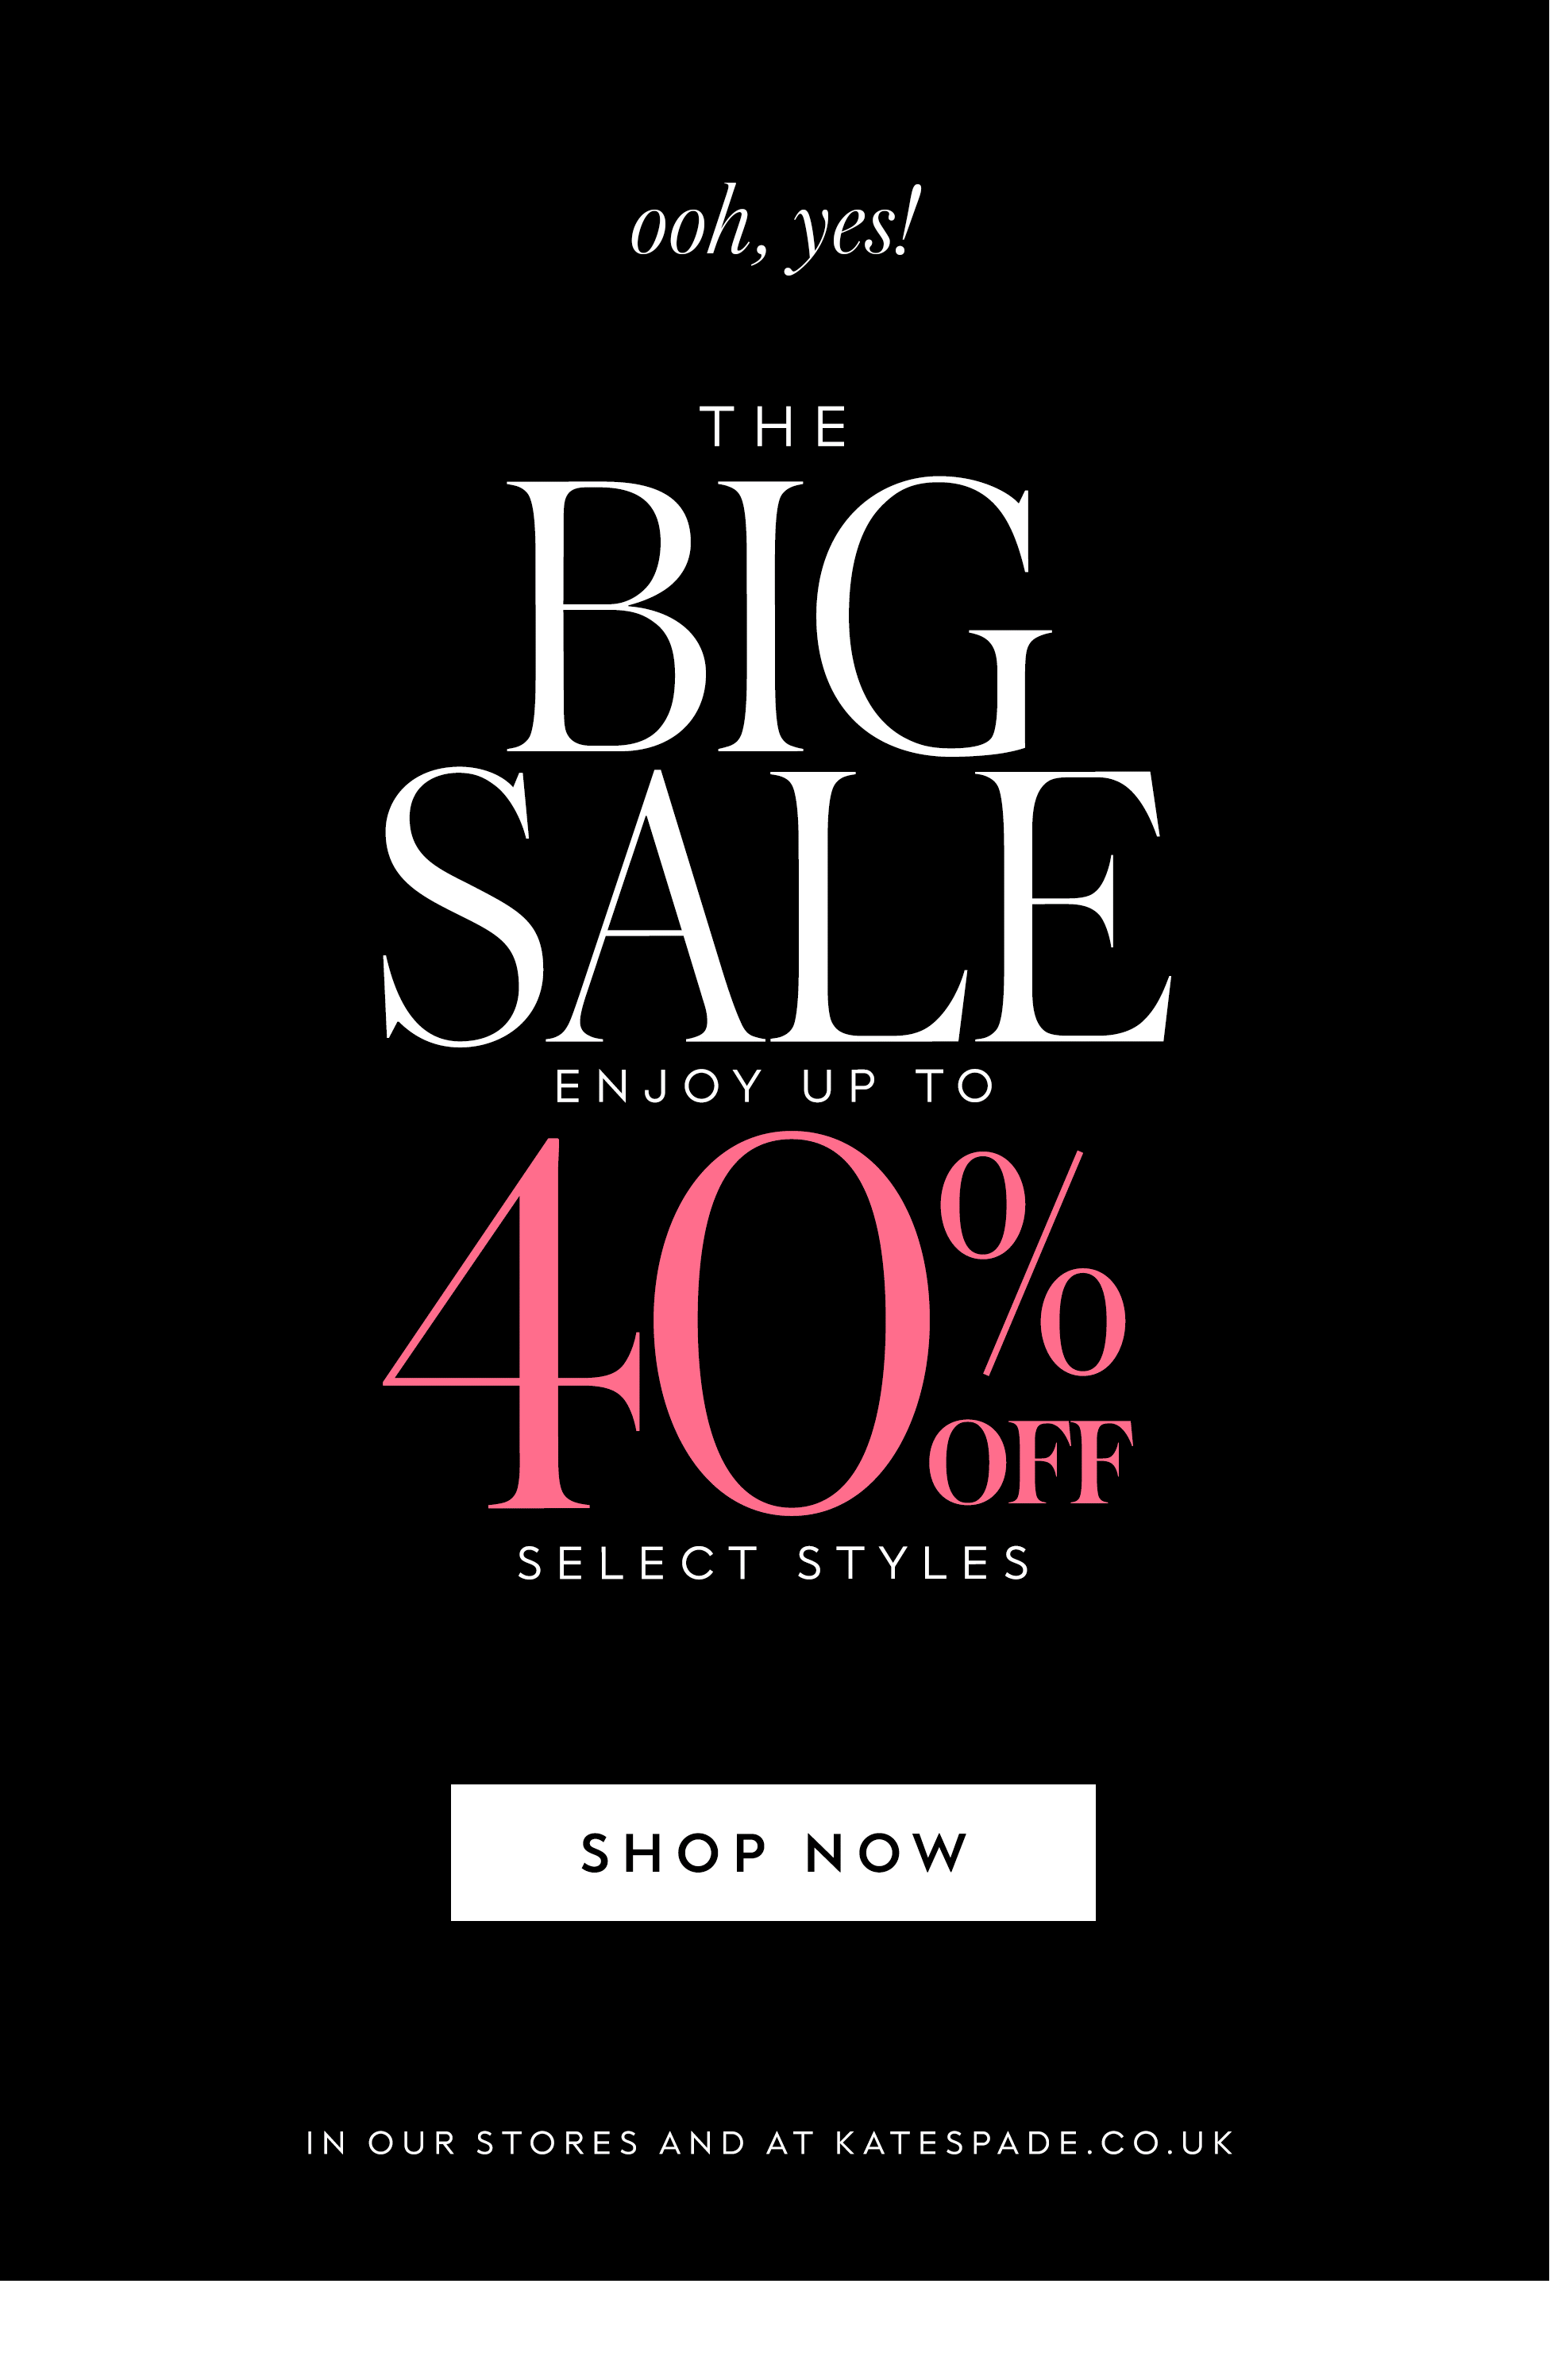 ooh, yes!
THE
BIG
SALE
ENJOY UP TO
40%
OFF
SELECT STYLES
SHOP NOW
IN OUR STORES AND AT KATESPADE.CO.UK